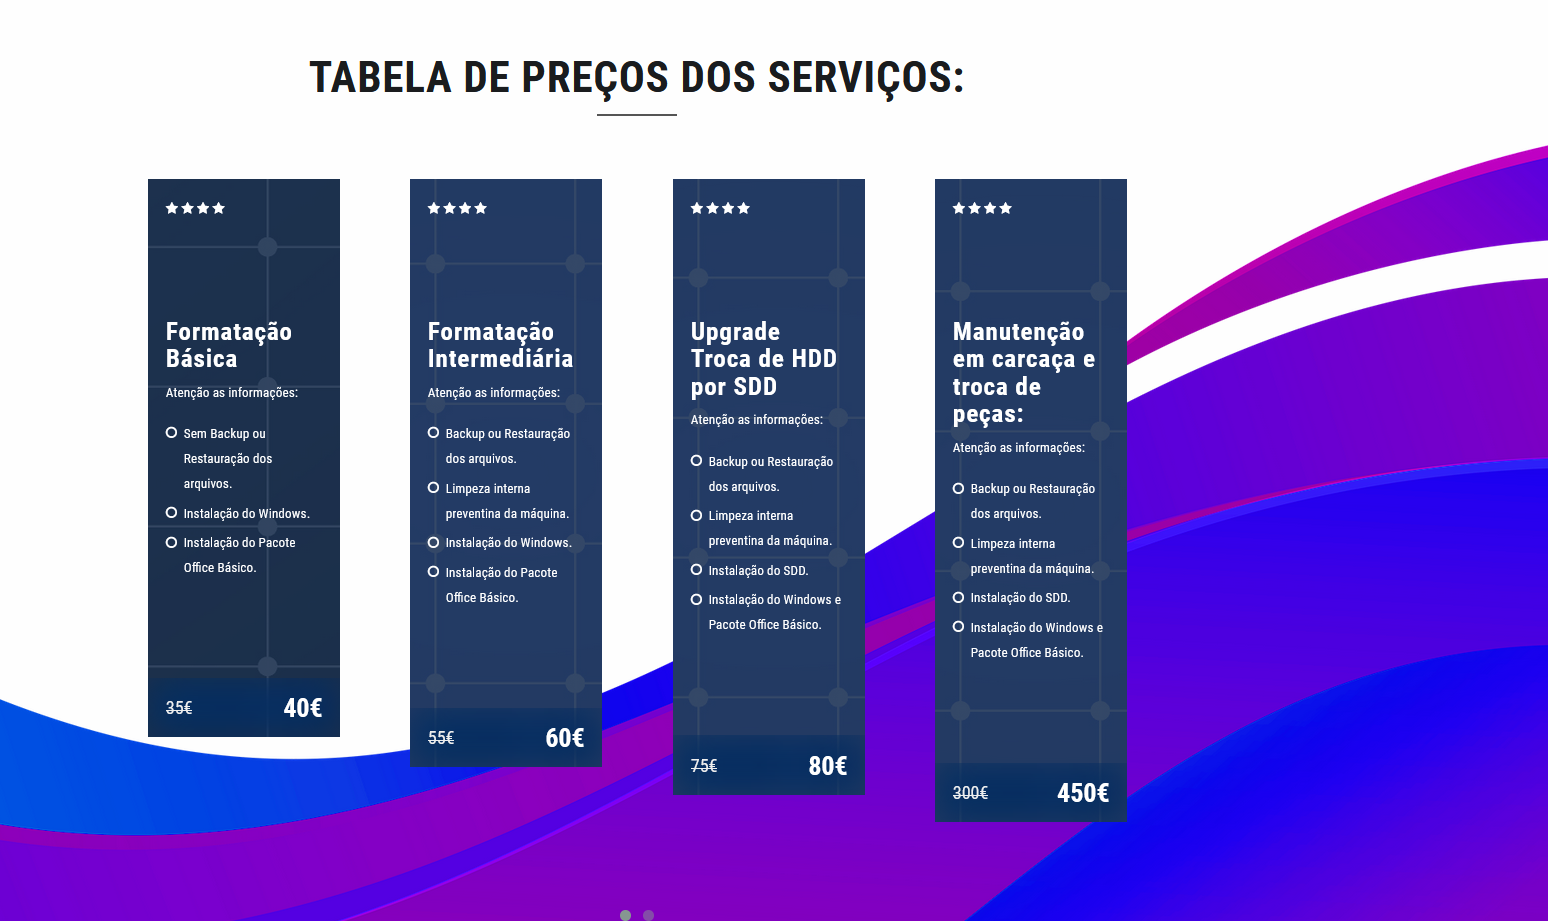 TABELA DE PREÇOS DOS SERVIÇOS:
Formatação
Básica
Atenção as informações:
Sem Backup ou
Restauração dos
arquivos.
Instalação do Windows.
Instalação do Pacote
Office Básico.
35€ 40€
Formatação
Intermediária
Atenção as informações:
Backup ou Restauração
dos arquivos.
Limpeza interna
preventina da máquina.
Instalação do Windows.
Instalação do Pacote
Office Básico.
55€ 60€
Upgrade
Troca de HDD
por SDD
Atenção as informações:
Backup ou Restauração
dos arquivos.
Limpeza interna
preventina da máquina.
Instalação do SDD.
Instalação do Windows e
Pacote Office Básico.
75€ 80€
Manutenção
em carcaça e
troca de
peças:
Atenção as informações:
Backup ou Restauração
dos arquivos.
Limpeza interna
preventina da máquina.
Instalação do SDD.
Instalação do Windows e
Pacote Office Básico.
300€ 450€